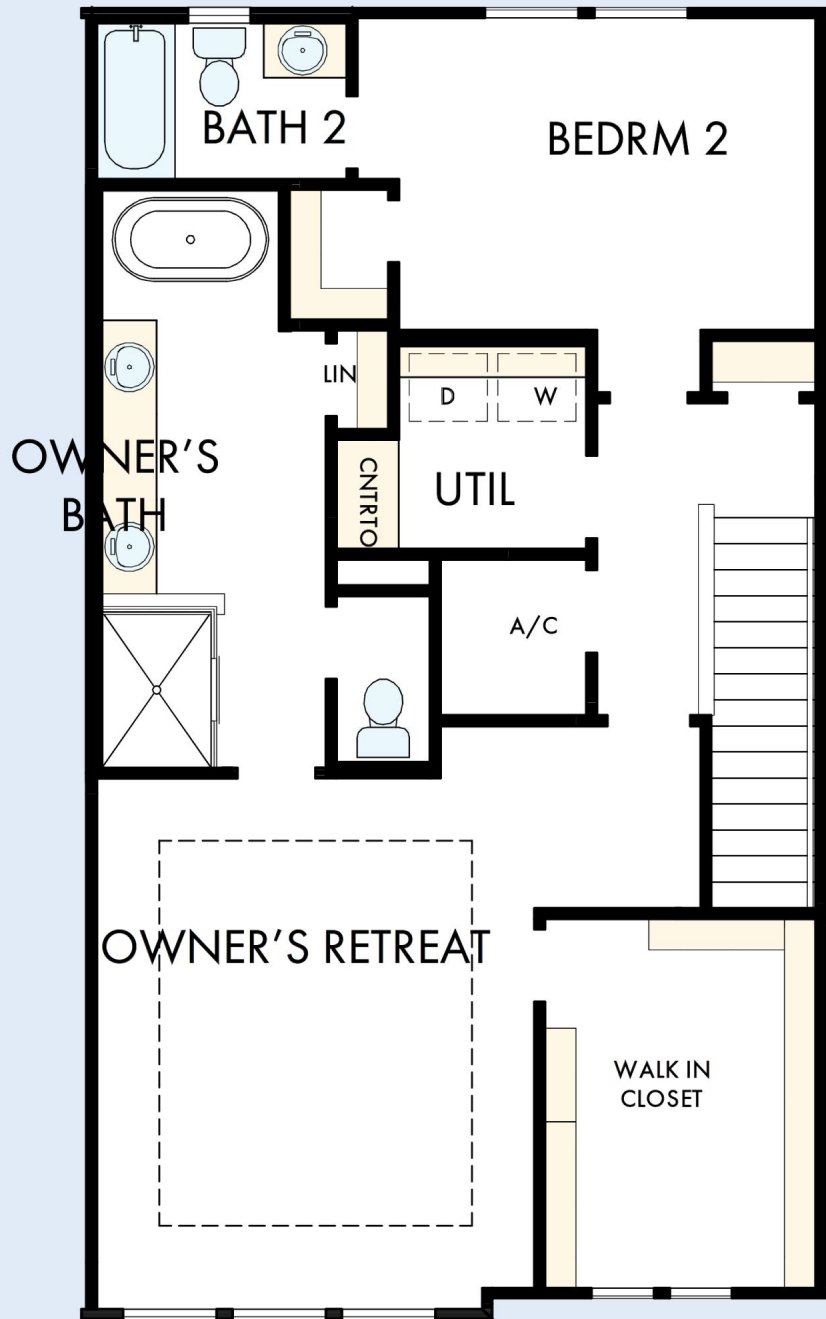 BATH 2
BEDRM 2
LIN
D
W
OWNER'S
BATH
CNTRTO
UTIL
A/C
OWNER'S RETREAT
WALK IN
CLOSET